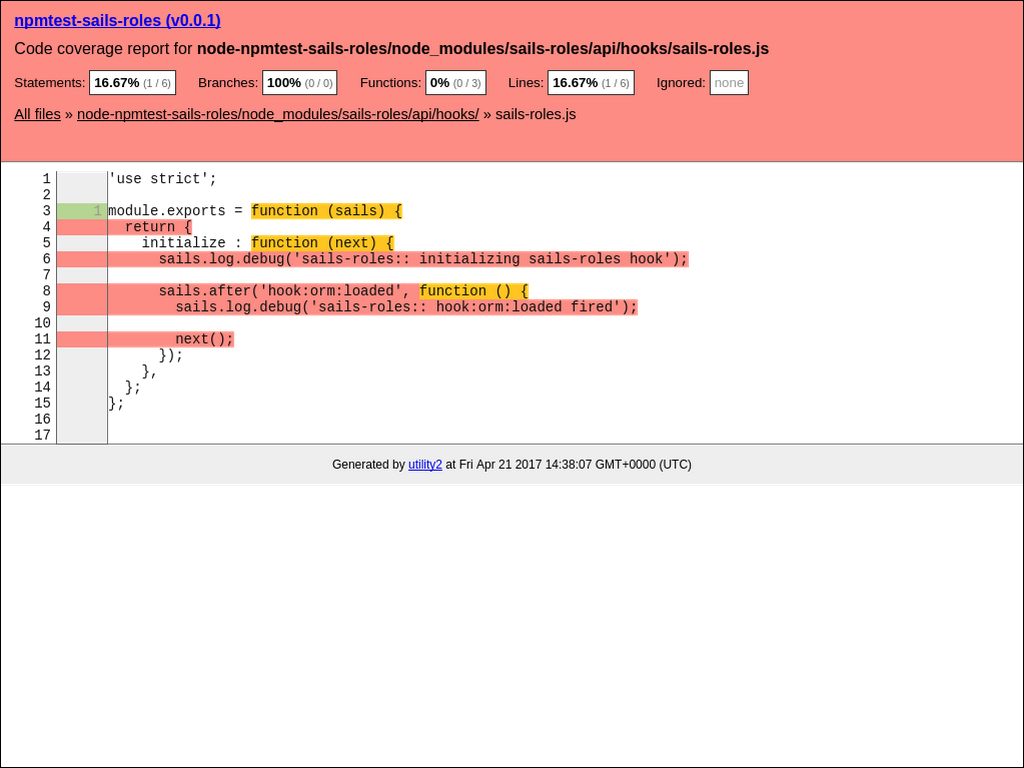 npmtest-sails-roles (v0.0.1)
Code coverage report for node-npmtest-sails-roles/node_modules/sails-roles/api/hooks/sails-roles.js
Statements: 16.67% (1 / 6) Branches: 100% (0 / 0) Functions: 0% (0 / 3) Lines: 16.67% (1 / 6) Ignored: none
All files » node-npmtest-sails-roles/node_modules/sails-roles/api/hooks/ » sails-roles.js
1 'use strict';
2
3 1 module.exports = function (sails) {
4   return {
5     initialize : function (next) {
6       sails.log.debug('sails-roles:: initializing sails-roles hook');
7
8       sails.after('hook:orm:loaded', function () {
9         sails.log.debug('sails-roles:: hook:orm:loaded fired');
10
11         next();
12       });
13     },
14   };
15 };
16
17
Generated by utility2 at Fri Apr 21 2017 14:38:07 GMT+0000 (UTC)